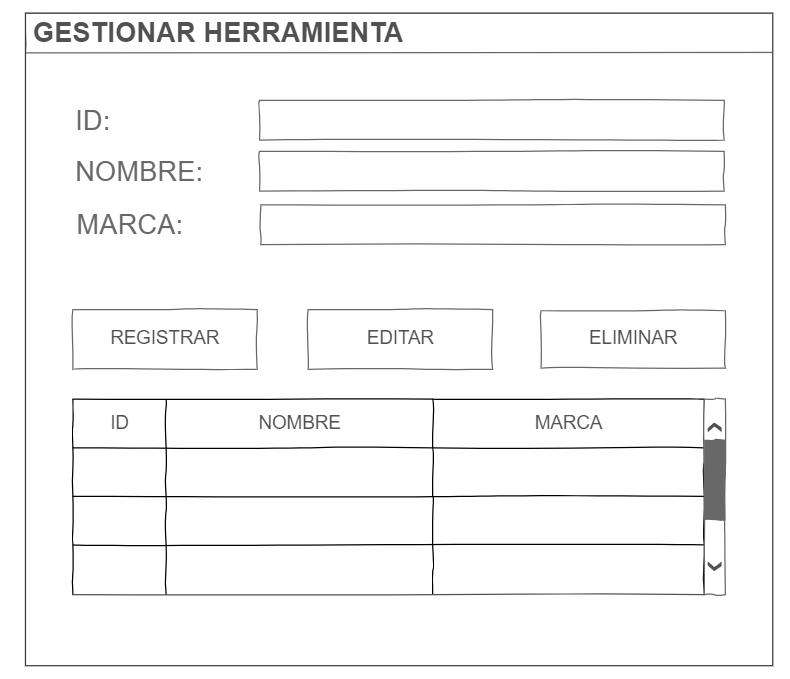 GESTIONAR HERRAMIENTA
ID:
NOMBRE:
MARCA:
REGISTRAR EDITAR ELIMINAR
ID NOMBRE MARCA